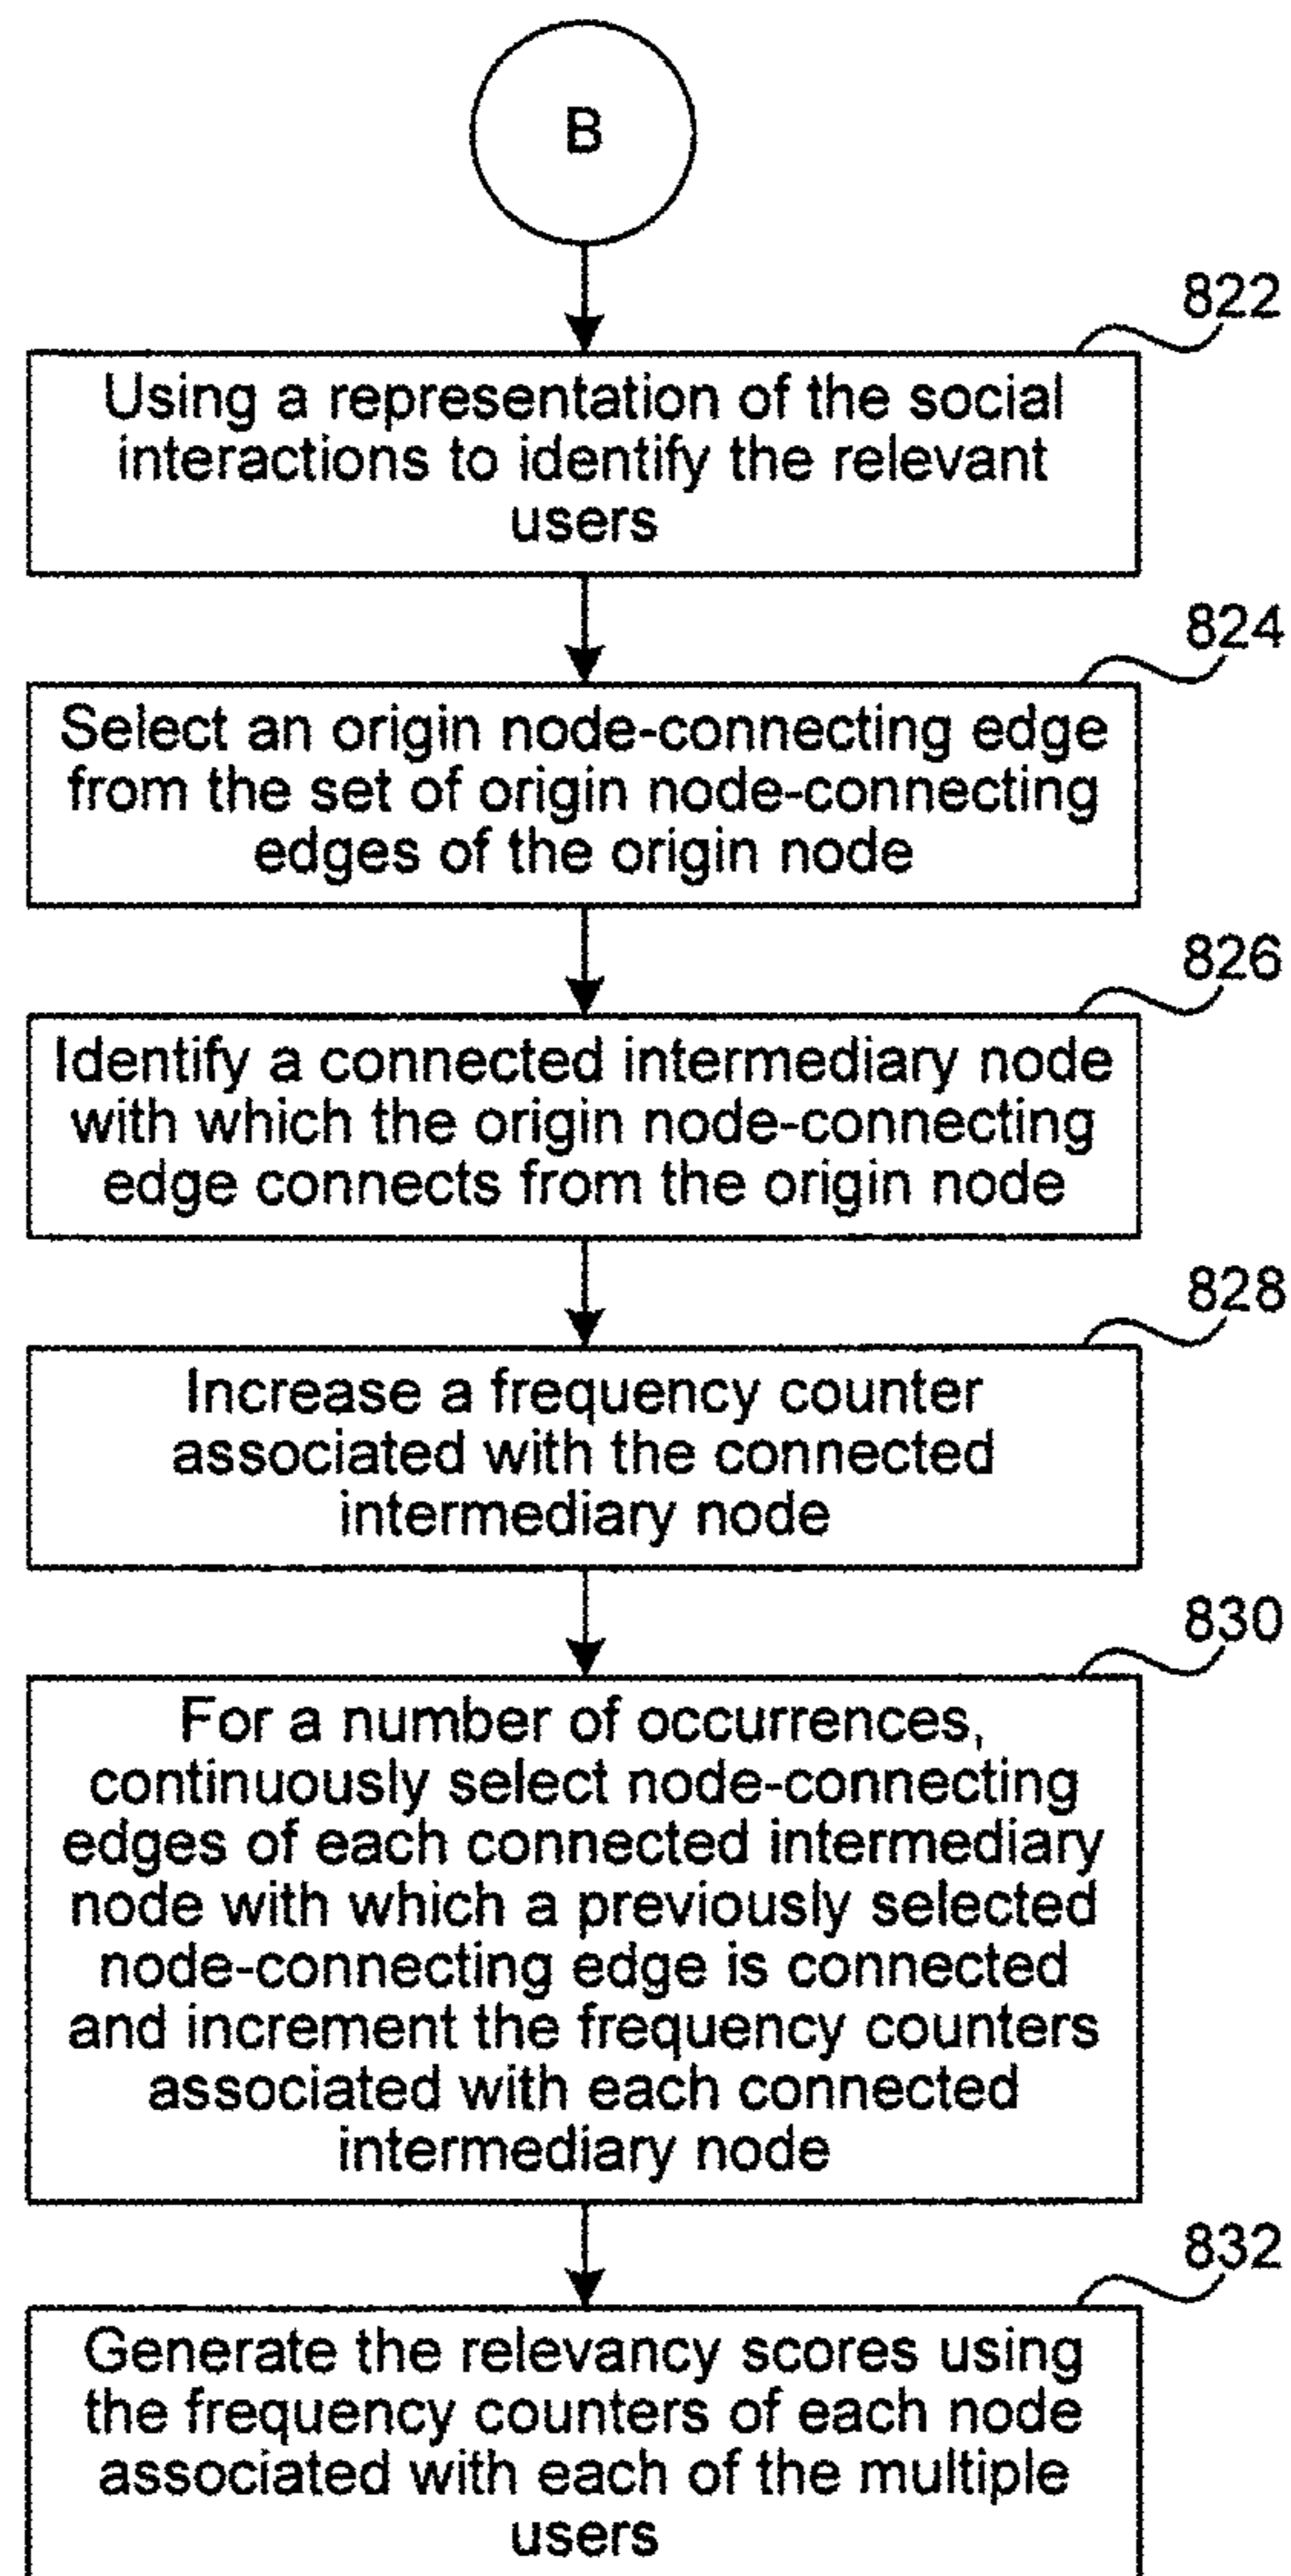 B
822
Using a representation of the social
interactions to identify the relevant
users
824
Select an origin node-connecting edge
from the set of origin node-connecting
edges of the origin node
826
Identify a connected intermediary node
with which the origin node-connecting
edge connects from the origin node
828
Increase a frequency counter
associated with the connected
intermediary node
830
For a number of occurrences,
continuously select node-connecting
edges of each connected intermediary
node with which a previously selected
node-connecting edge is connected
and increment the frequency counters
associated with each connected
intermediary node
832
Generate the relevancy scores using
the frequency counters of each node
associated with each of the multiple
users